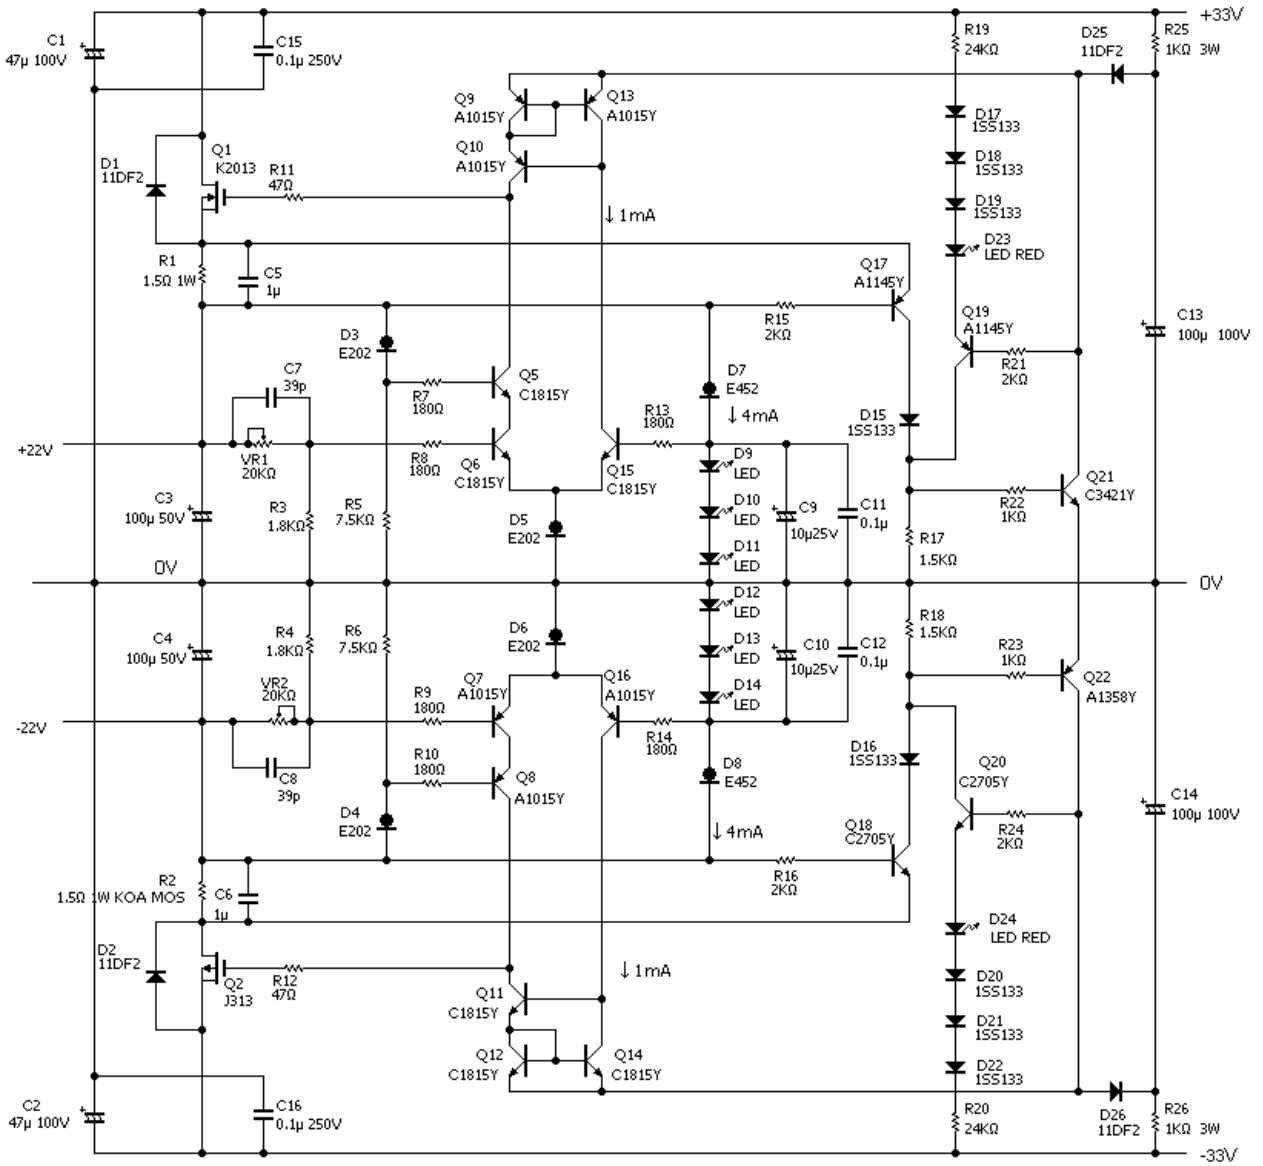 +33V
C1
47µ 100V
C15
0.1µ 250V
R19
24KΩ
D25
11DF2
R25
1KΩ 3W
Q9
A1015Y
Q13
A1015Y
D17
1SS133
Q10
A1015Y
D18
1SS133
D1
11DF2
Q1
K2013
R11
47Ω
D19
1SS133
↓1mA
D23
LED RED
R1
1.5Ω 1W
C5
1µ
Q17
A1145Y
R15
2KΩ
Q19
A1145Y
C13
100µ 100V
D3
E202
R21
2KΩ
C7
39p
Q5
C1815Y
D7
E452
R7
180Ω
↓4mA
D15
1SS133
R13
180Ω
+22V
VR1
20KΩ
R8
180Ω
Q6
C1815Y
Q15
C1815Y
D9
LED
Q21
C3421Y
C3
100µ 50V
R3
1.8KΩ
R5
7.5KΩ
D5
E202
D10
LED
C9
10µ25V
C11
0.1µ
R22
1KΩ
R17
1.5KΩ
D11
LED
0V
0V
D12
LED
C4
100µ 50V
R4
1.8KΩ
R6
7.5KΩ
D6
E202
D13
LED
C10
10µ25V
C12
0.1µ
R18
1.5KΩ
R23
1KΩ
Q22
A1358Y
VR2
20KΩ
R9
180Ω
Q7
A1015Y
Q16
A1015Y
D14
LED
-22V
R14
180Ω
D16
1SS133
C8
39p
R10
180Ω
Q8
A1015Y
D8
E452
Q20
C2705Y
C14
100µ 100V
D4
E202
↓4mA
Q18
C2705Y
R24
2KΩ
R2
1.5Ω 1W KOA MOS
C6
1µ
R16
2KΩ
D24
LED RED
D2
11DF2
Q2
J313
R12
47Ω
↓1mA
D20
1SS133
Q11
C1815Y
D21
1SS133
Q12
C1815Y
Q14
C1815Y
D22
1SS133
C2
47µ 100V
C16
0.1µ 250V
R20
24KΩ
D26
11DF2
R26
1KΩ 3W
-33V